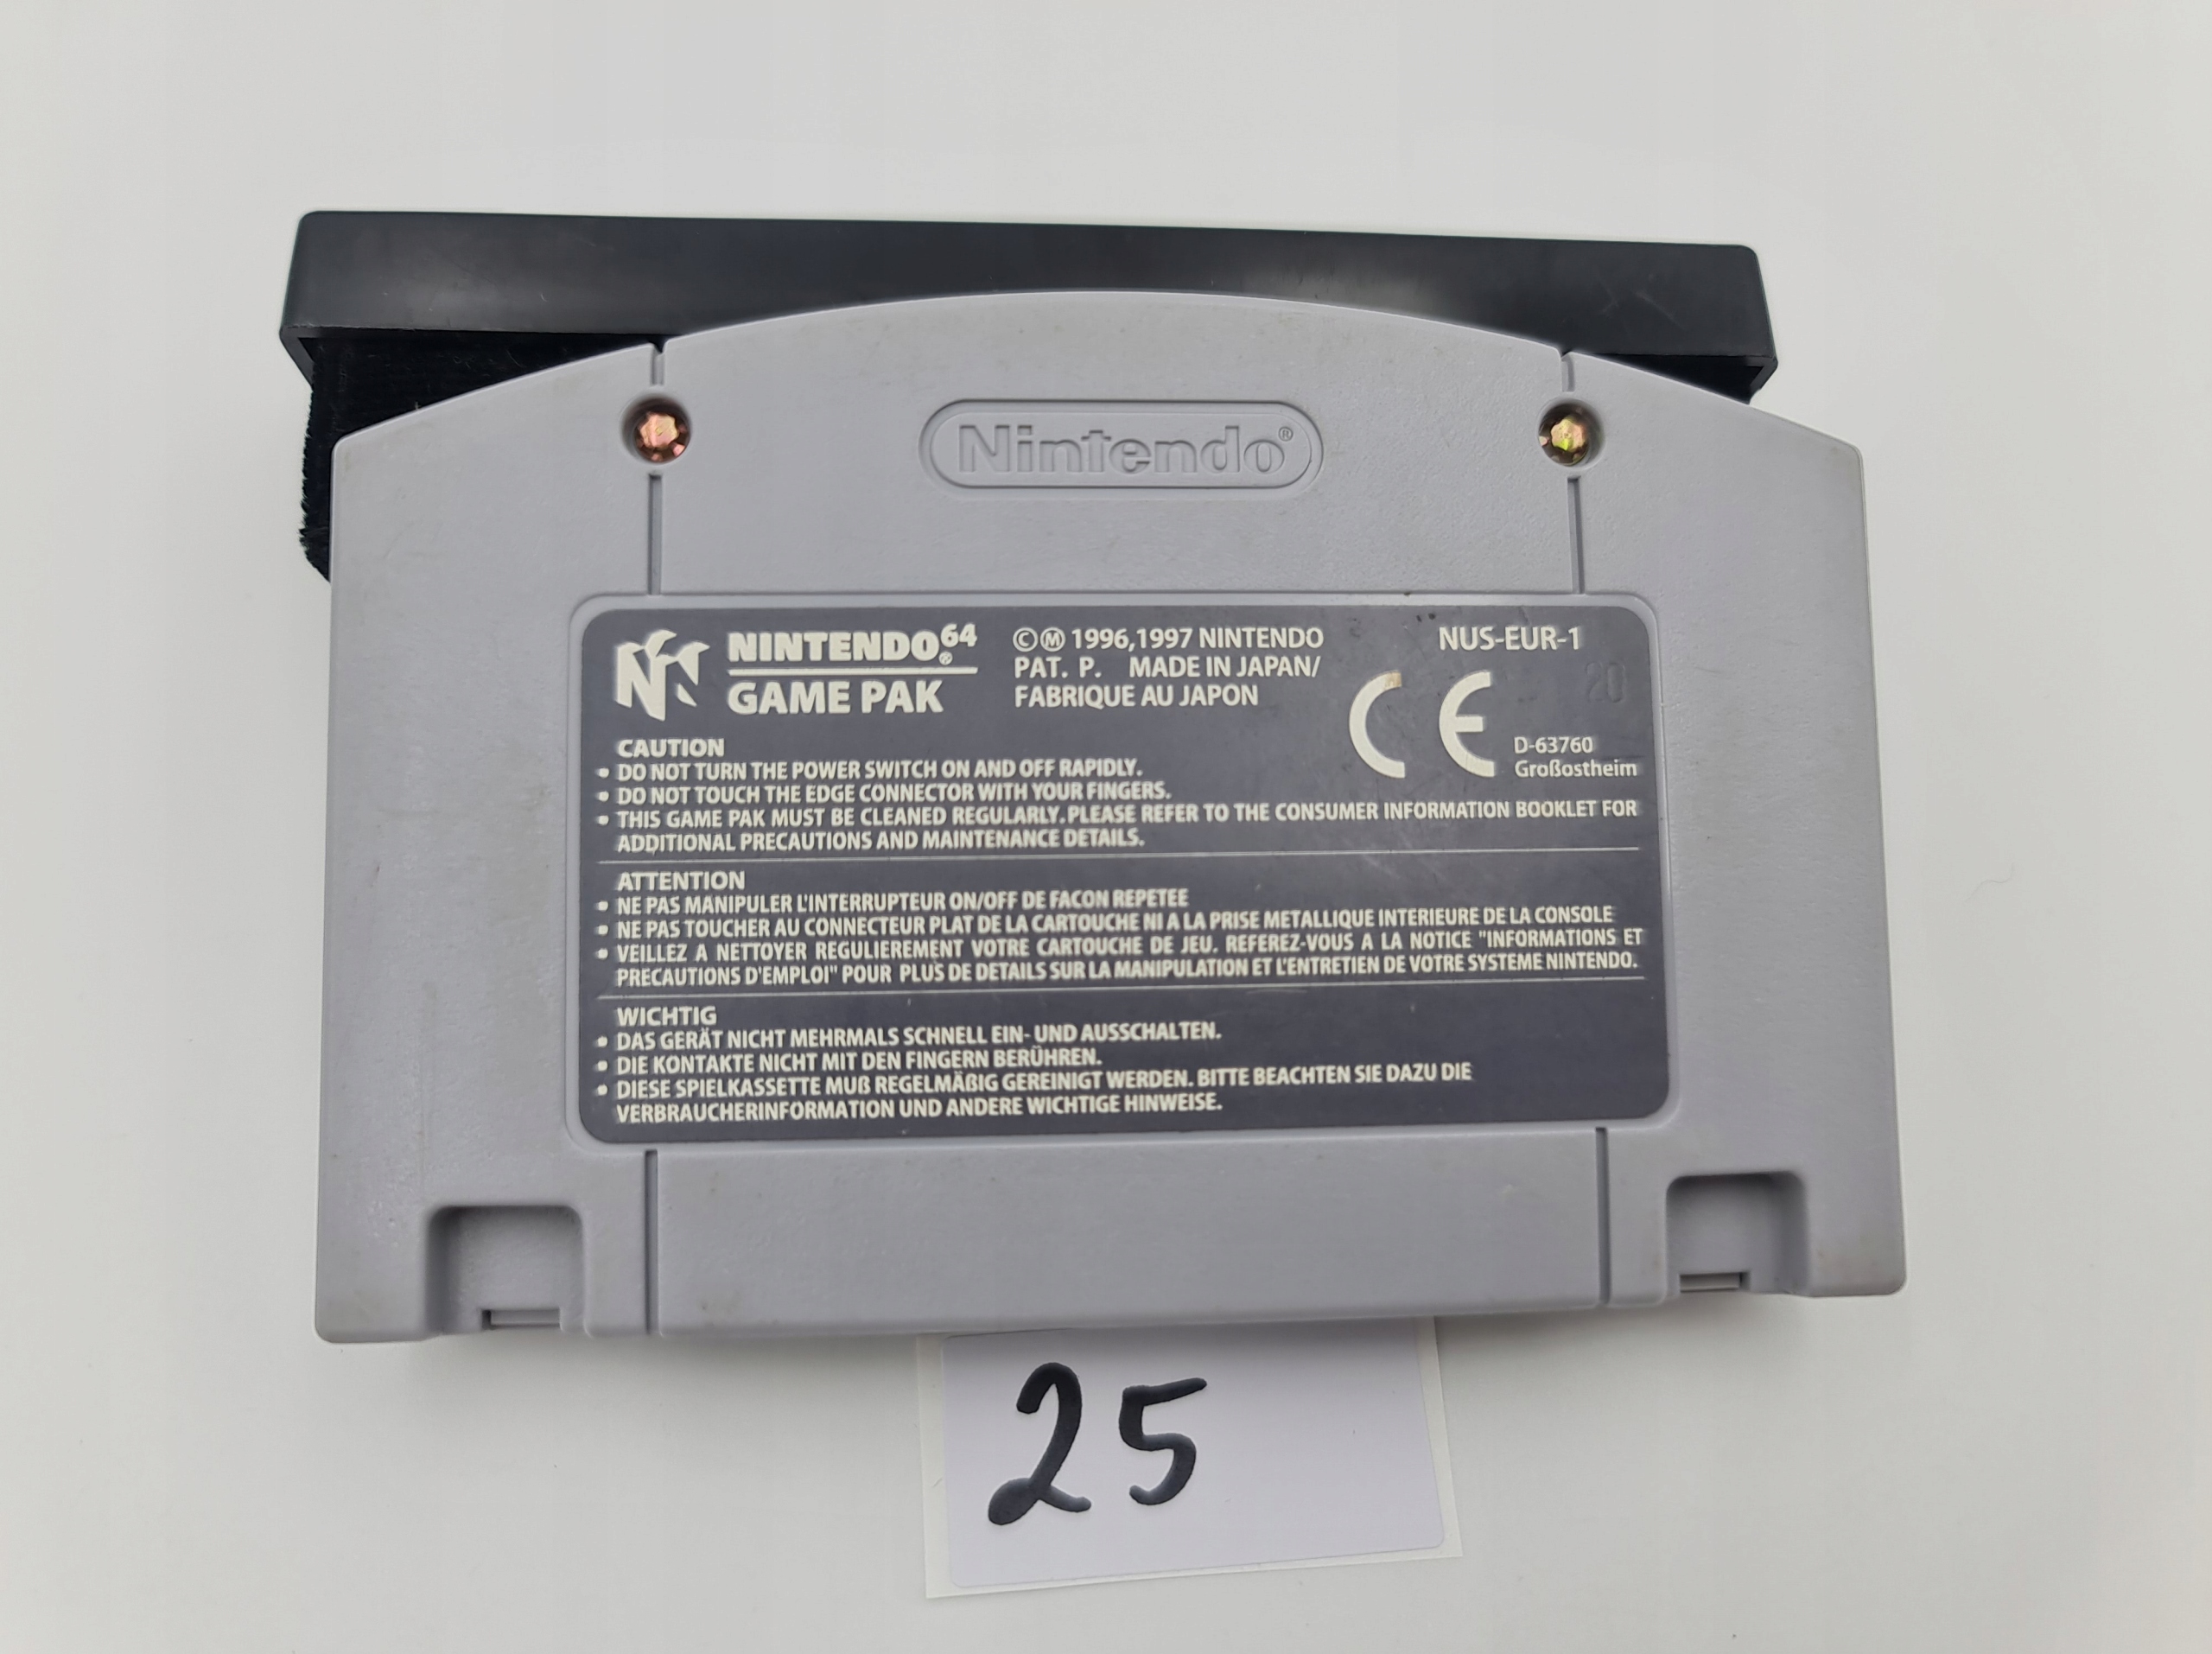 Nintendo®
NINTENDO64®
GAME PAK
©Ⓜ 1996,1997 NINTENDO
PAT. P. MADE IN JAPAN/
FABRIQUE AU JAPON
NUS-EUR-1
20
CE
D-63760
Großostheim
CAUTION
• DO NOT TURN THE POWER SWITCH ON AND OFF RAPIDLY.
• DO NOT TOUCH THE EDGE CONNECTOR WITH YOUR FINGERS.
• THIS GAME PAK MUST BE CLEANED REGULARLY. PLEASE REFER TO THE CONSUMER INFORMATION BOOKLET FOR
ADDITIONAL PRECAUTIONS AND MAINTENANCE DETAILS.
ATTENTION
• NE PAS MANIPULER L'INTERRUPTEUR ON/OFF DE FACON REPETEE
• NE PAS TOUCHER AU CONNECTEUR PLAT DE LA CARTOUCHE NI A LA PRISE METALLIQUE INTERIEURE DE LA CONSOLE
• VEILLEZ A NETTOYER REGULIEREMENT VOTRE CARTOUCHE DE JEU. REFEREZ-VOUS A LA NOTICE "INFORMATIONS ET
PRECAUTIONS D'EMPLOI" POUR PLUS DE DETAILS SUR LA MANIPULATION ET L'ENTRETIEN DE VOTRE SYSTEME NINTENDO.
WICHTIG
• DAS GERÄT NICHT MEHRMALS SCHNELL EIN- UND AUSSCHALTEN.
• DIE KONTAKTE NICHT MIT DEN FINGERN BERÜHREN.
• DIESE SPIELKASSETTE MUß REGELMÄßIG GEREINIGT WERDEN. BITTE BEACHTEN SIE DAZU DIE
VERBRAUCHERINFORMATION UND ANDERE WICHTIGE HINWEISE.
25